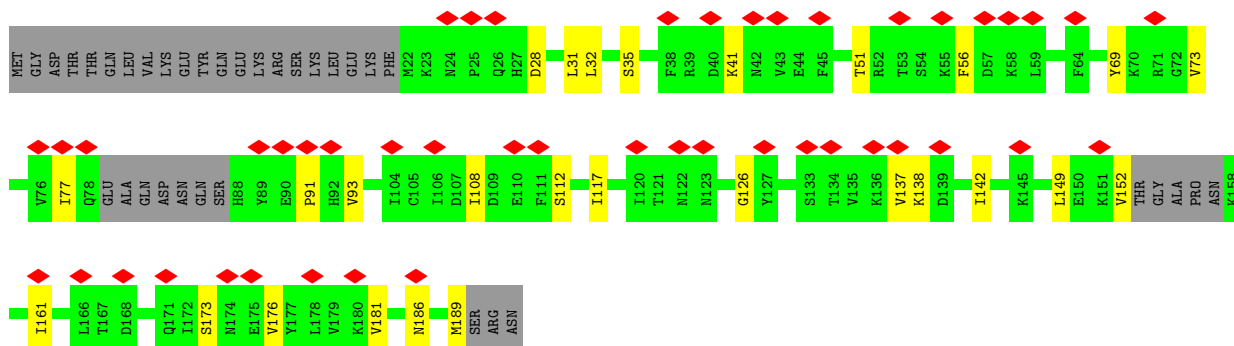 MET GLY ASP THR THR GLN LEU VAL LYS GLU TYR GLN GLU LYS ARG SER LYS LEU GLU LYS PHE M22 K23 N24 P25 Q26 H27 D28 L31 L32 S35 F38 R39 D40 K41 N42 V43 E44 F45 T51 R52 T53 S54 K55 F56 D57 K58 L59 F64 Y69 K70 R71 G72 V73
V76 I77 Q78 GLU ALA GLN ASP ASN GLN SER H88 Y89 E90 P91 H92 V93 I104 C105 I106 D107 I108 D109 E110 F111 S112 I117 I120 T121 N122 N123 G126 Y127 S133 T134 V135 K136 V137 K138 D139 I142 K145 L149 E150 K151 V152 THR GLY ALA PRO ASN K158
I161 L166 T167 D168 Q171 I172 S173 N174 E175 V176 Y177 L178 V179 K180 V181 N186 M189 SER ARG ASN